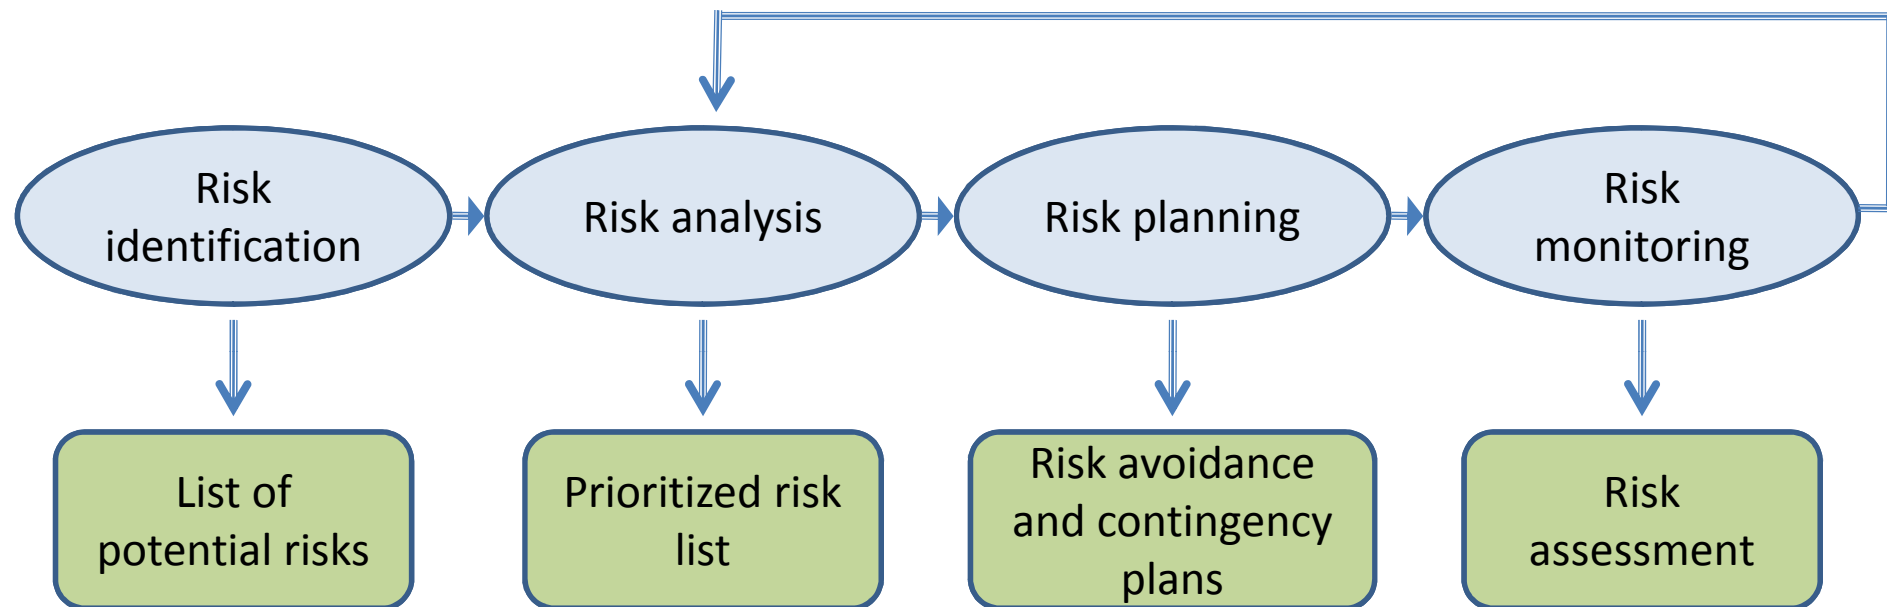 Risk
identification
Risk analysis
Risk planning
Risk
monitoring
List of
potential risks
Prioritized risk
list
Risk avoidance
and contingency
plans
Risk
assessment